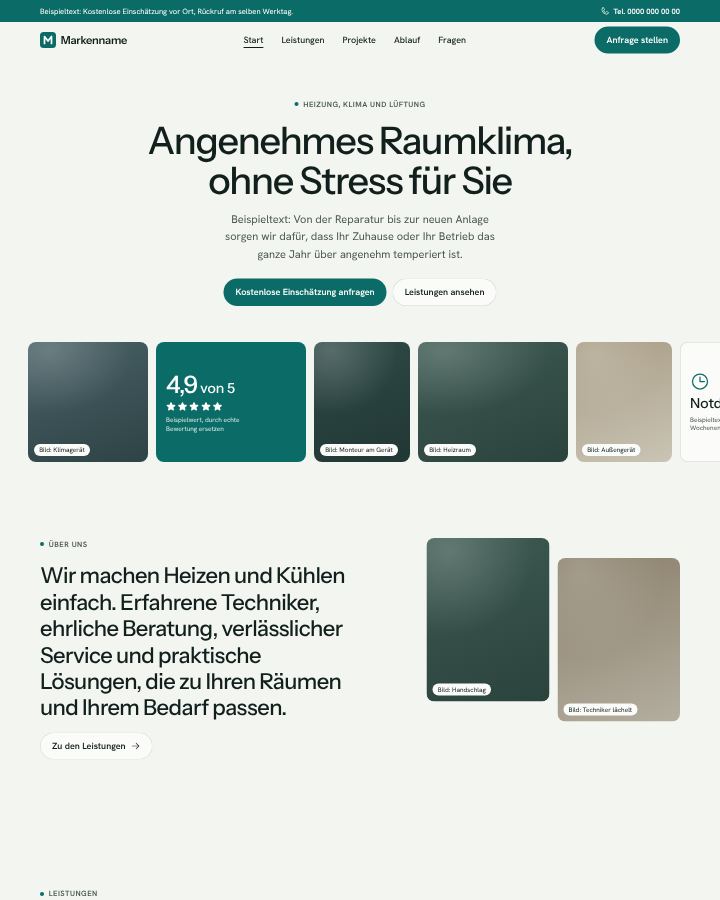 Beispieltext: Kostenlose Einschätzung vor Ort, Rückruf am selben Werktag.
Tel. 0000 000 00 00
M Markenname
Start
Leistungen
Projekte
Ablauf
Fragen
Anfrage stellen
HEIZUNG, KLIMA UND LÜFTUNG
Angenehmes Raumklima,
ohne Stress für Sie
Beispieltext: Von der Reparatur bis zur neuen Anlage
sorgen wir dafür, dass Ihr Zuhause oder Ihr Betrieb das
ganze Jahr über angenehm temperiert ist.
Kostenlose Einschätzung anfragen
Leistungen ansehen
Bild: Klimagerät
4,9 von 5
Beispielwert, durch echte
Bewertung ersetzen
Bild: Monteur am Gerät
Bild: Heizraum
Bild: Außengerät
Notd
Beispieltex
Wochenen
ÜBER UNS
Wir machen Heizen und Kühlen
einfach. Erfahrene Techniker,
ehrliche Beratung, verlässlicher
Service und praktische
Lösungen, die zu Ihren Räumen
und Ihrem Bedarf passen.
Zu den Leistungen
Bild: Handschlag
Bild: Techniker lächelt
LEISTUNGEN